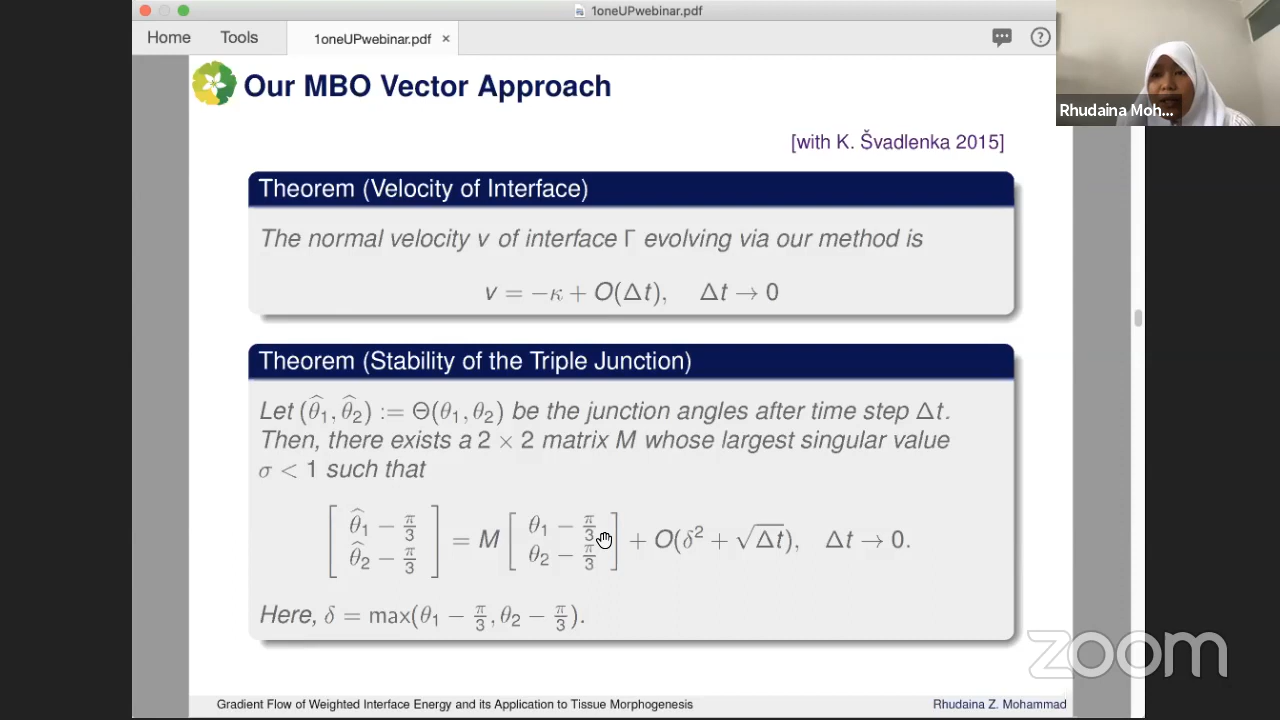 1oneUPwebinar.pdf
Home Tools 1oneUPwebinar.pdf ×
Our MBO Vector Approach
[with K. Švadlenka 2015]
Theorem (Velocity of Interface)
The normal velocity v of interface Γ evolving via our method is
v = −κ + O(Δt), Δt → 0
Theorem (Stability of the Triple Junction)
Let (θ̂₁, θ̂₂) := Θ(θ₁, θ₂) be the junction angles after time step Δt.
Then, there exists a 2 × 2 matrix M whose largest singular value
σ < 1 such that
[ θ̂₁ − π/3 ; θ̂₂ − π/3 ] = M [ θ₁ − π/3 ; θ₂ − π/3 ] + O(δ² + √Δt), Δt → 0.
Here, δ = max(θ₁ − π/3, θ₂ − π/3).
Gradient Flow of Weighted Interface Energy and its Application to Tissue Morphogenesis
Rhudaina Z. Mohammad
Rhudaina Moh...
zoom